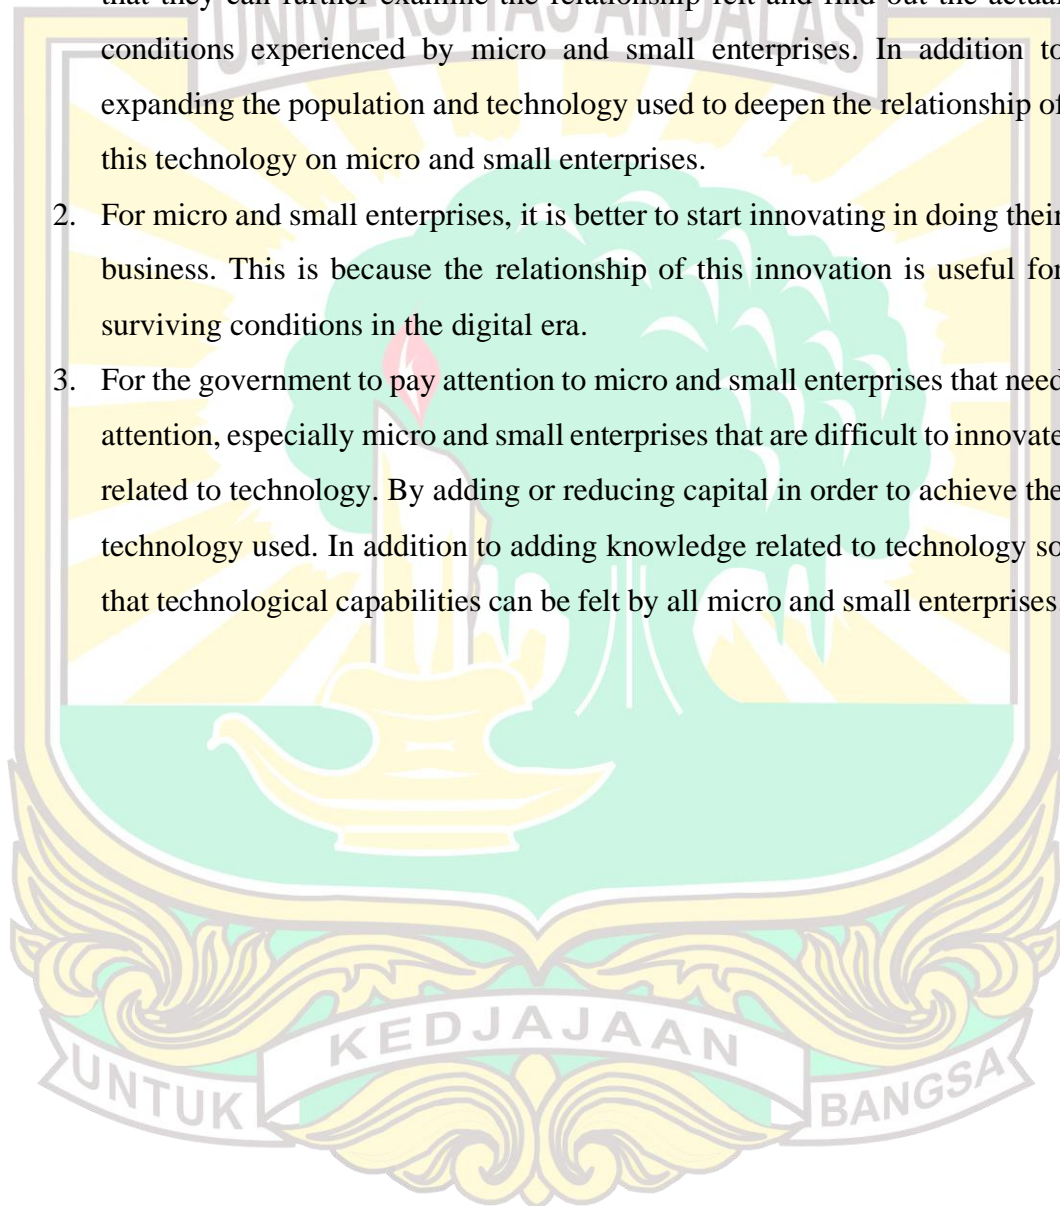 UNIVERSITAS ANDALAS
that they can further examine the relationship felt and find out the actual
conditions experienced by micro and small enterprises. In addition to
expanding the population and technology used to deepen the relationship of
this technology on micro and small enterprises.
2. For micro and small enterprises, it is better to start innovating in doing their
business. This is because the relationship of this innovation is useful for
surviving conditions in the digital era.
3. For the government to pay attention to micro and small enterprises that need
attention, especially micro and small enterprises that are difficult to innovate
related to technology. By adding or reducing capital in order to achieve the
technology used. In addition to adding knowledge related to technology so
that technological capabilities can be felt by all micro and small enterprises
UNTUK KEDJAJAAN BANGSA